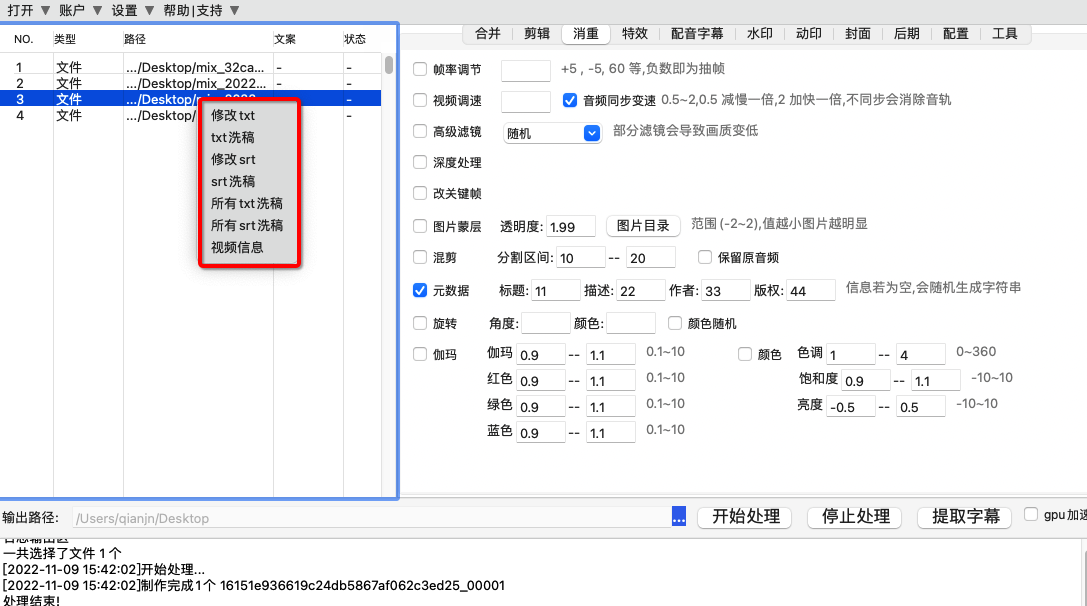 打开 ▼ 账户 ▼ 设置 ▼ 帮助|支持 ▼
NO. 类型 路径 文案 状态
1 文件 .../Desktop/mix_32ca... - -
2 文件 .../Desktop/mix_2022... - -
3 文件 -
4 文件 .../Desktop/ -
修改 txt
txt洗稿
修改 srt
srt洗稿
所有 txt 洗稿
所有 srt 洗稿
视频信息
合并 剪辑 消重 特效 配音字幕 水印 动印 封面 后期 配置 工具
帧率调节 +5 , -5, 60 等,负数即为抽帧
视频调速 音频同步变速 0.5~2,0.5 减慢一倍,2 加快一倍,不同步会消除音轨
高级滤镜 随机 部分滤镜会导致画质变低
深度处理
改关键帧
图片蒙层 透明度: 1.99 图片目录 范围 (-2~2),值越小图片越明显
混剪 分割区间: 10 -- 20 保留原音频
元数据 标题: 11 描述: 22 作者: 33 版权: 44 信息若为空,会随机生成字符串
旋转 角度: 颜色: 颜色随机
伽玛 伽玛 0.9 -- 1.1 0.1~10 颜色 色调 1 -- 4 0~360
红色 0.9 -- 1.1 0.1~10 饱和度 0.9 -- 1.1 -10~10
绿色 0.9 -- 1.1 0.1~10 亮度 -0.5 -- 0.5 -10~10
蓝色 0.9 -- 1.1 0.1~10
输出路径: /Users/qianjn/Desktop ... 开始处理 停止处理 提取字幕 gpu加速
日志输出区
一共选择了文件 1 个
[2022-11-09 15:42:02]开始处理...
[2022-11-09 15:42:02]制作完成1个 16151e936619c24db5867af062c3ed25_00001
处理结束!